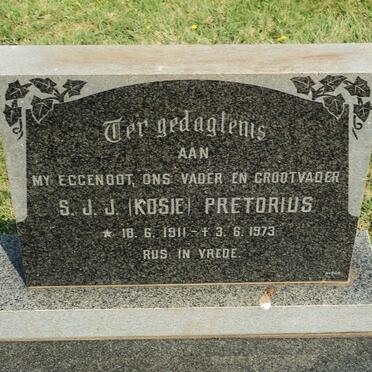 Ter gedagtenis
AAN
MY EGGENOOT, ONS VADER EN GROOTVADER
S. J. J. (KOSIE) PRETORIUS
* 18. 6. 1911 - † 3. 6. 1973
RUS IN VREDE.